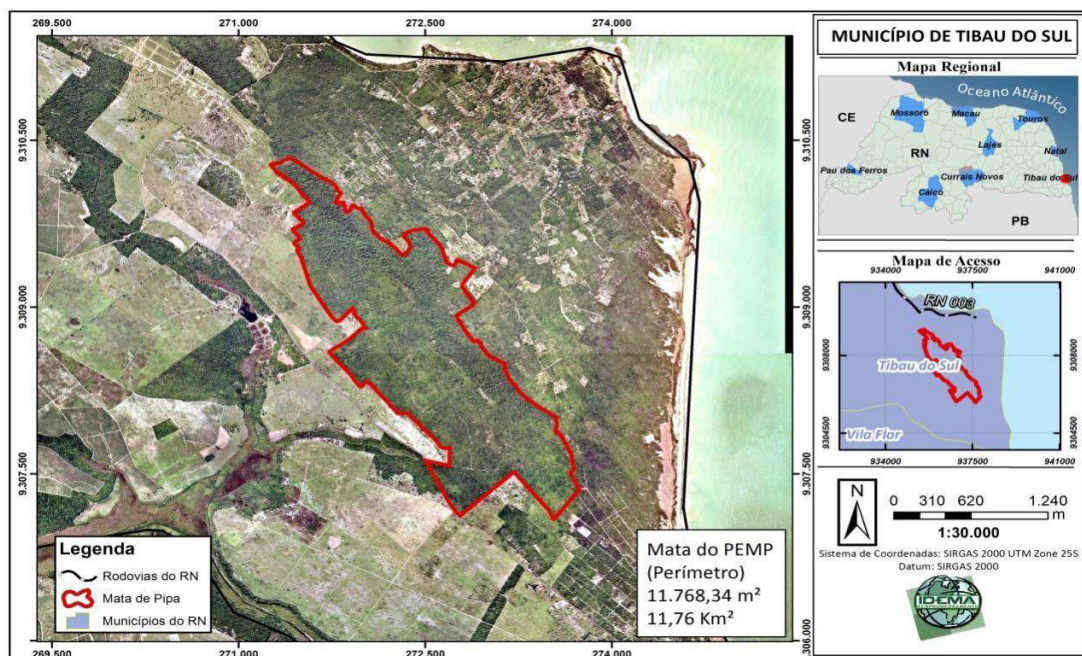 269.500
271.000
272.500
274.000
9.310.500
9.309.000
9.307.500
9.310.500
9.309.000
9.307.500
9.306.000
269.500
271.000
272.500
274.000
Legenda
Rodovias do RN
Mata de Pipa
Municípios do RN
Mata do PEMP
(Perímetro)
11.768,34 m²
11,76 Km²
MUNICÍPIO DE TIBAU DO SUL
Mapa Regional
Oceano Atlântico
CE
Mossoró
Macau
Touros
RN
Lajes
Natal
Pau dos Ferros
Currais Novos
Tibau do Sul
Caicó
PB
Mapa de Acesso
934000
937500
941000
RN 003
9308000
9308000
Tibau do Sul
9304500
9304500
Vila Flor
934000
937500
941000
N
0 310 620 1.240
m
1:30.000
Sistema de Coordenadas: SIRGAS 2000 UTM Zone 25S
Datum: SIRGAS 2000
IDEMA